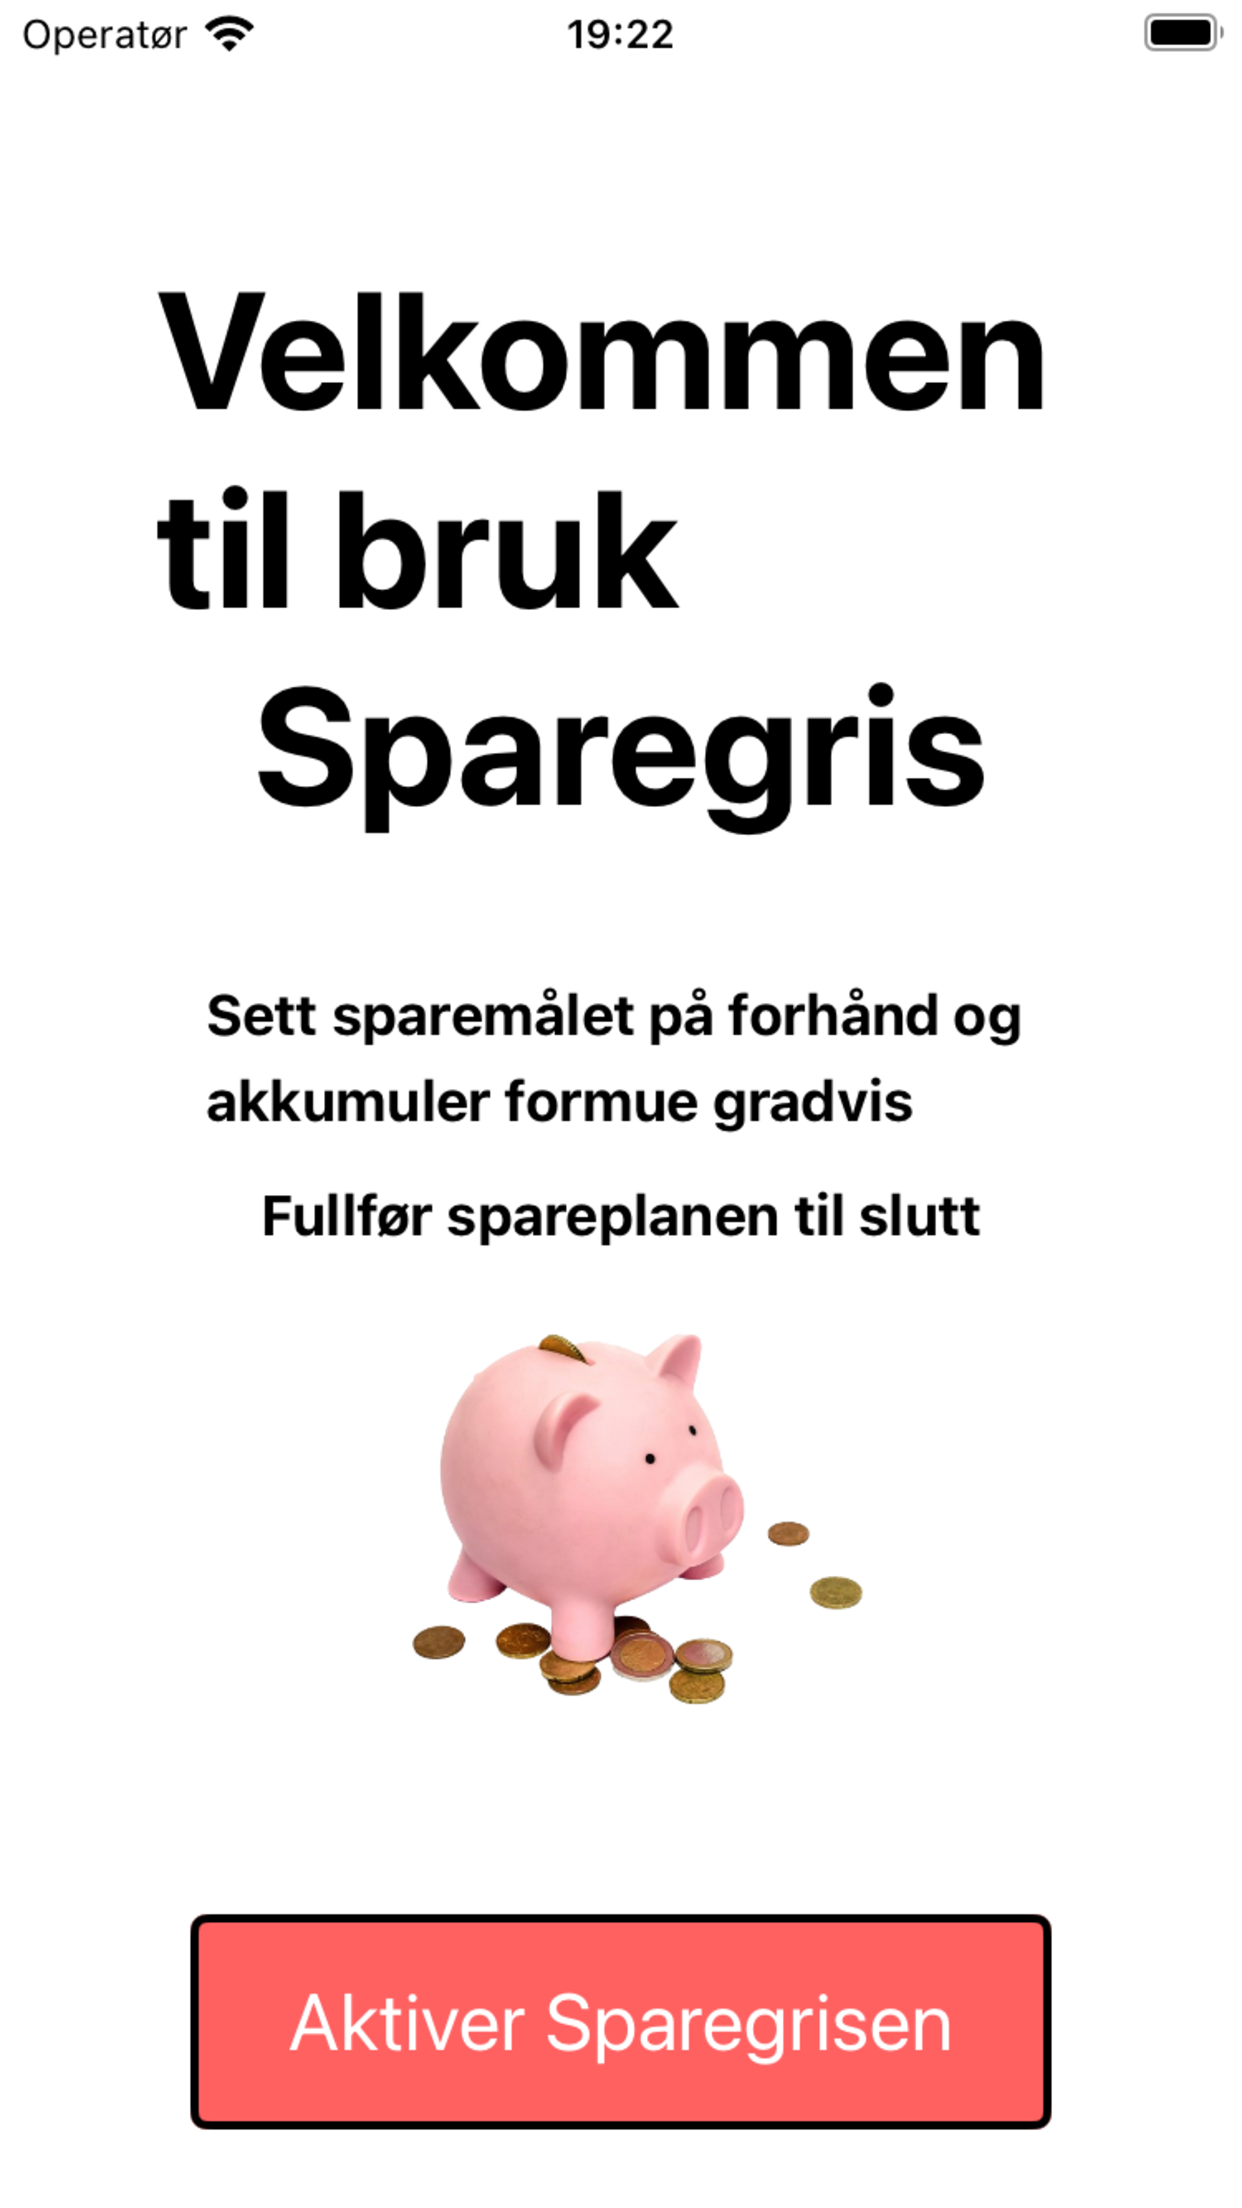 Operatør 19:22
Velkommen
til bruk
Sparegris
Sett sparemålet på forhånd og
akkumuler formue gradvis
Fullfør spareplanen til slutt
Aktiver Sparegrisen